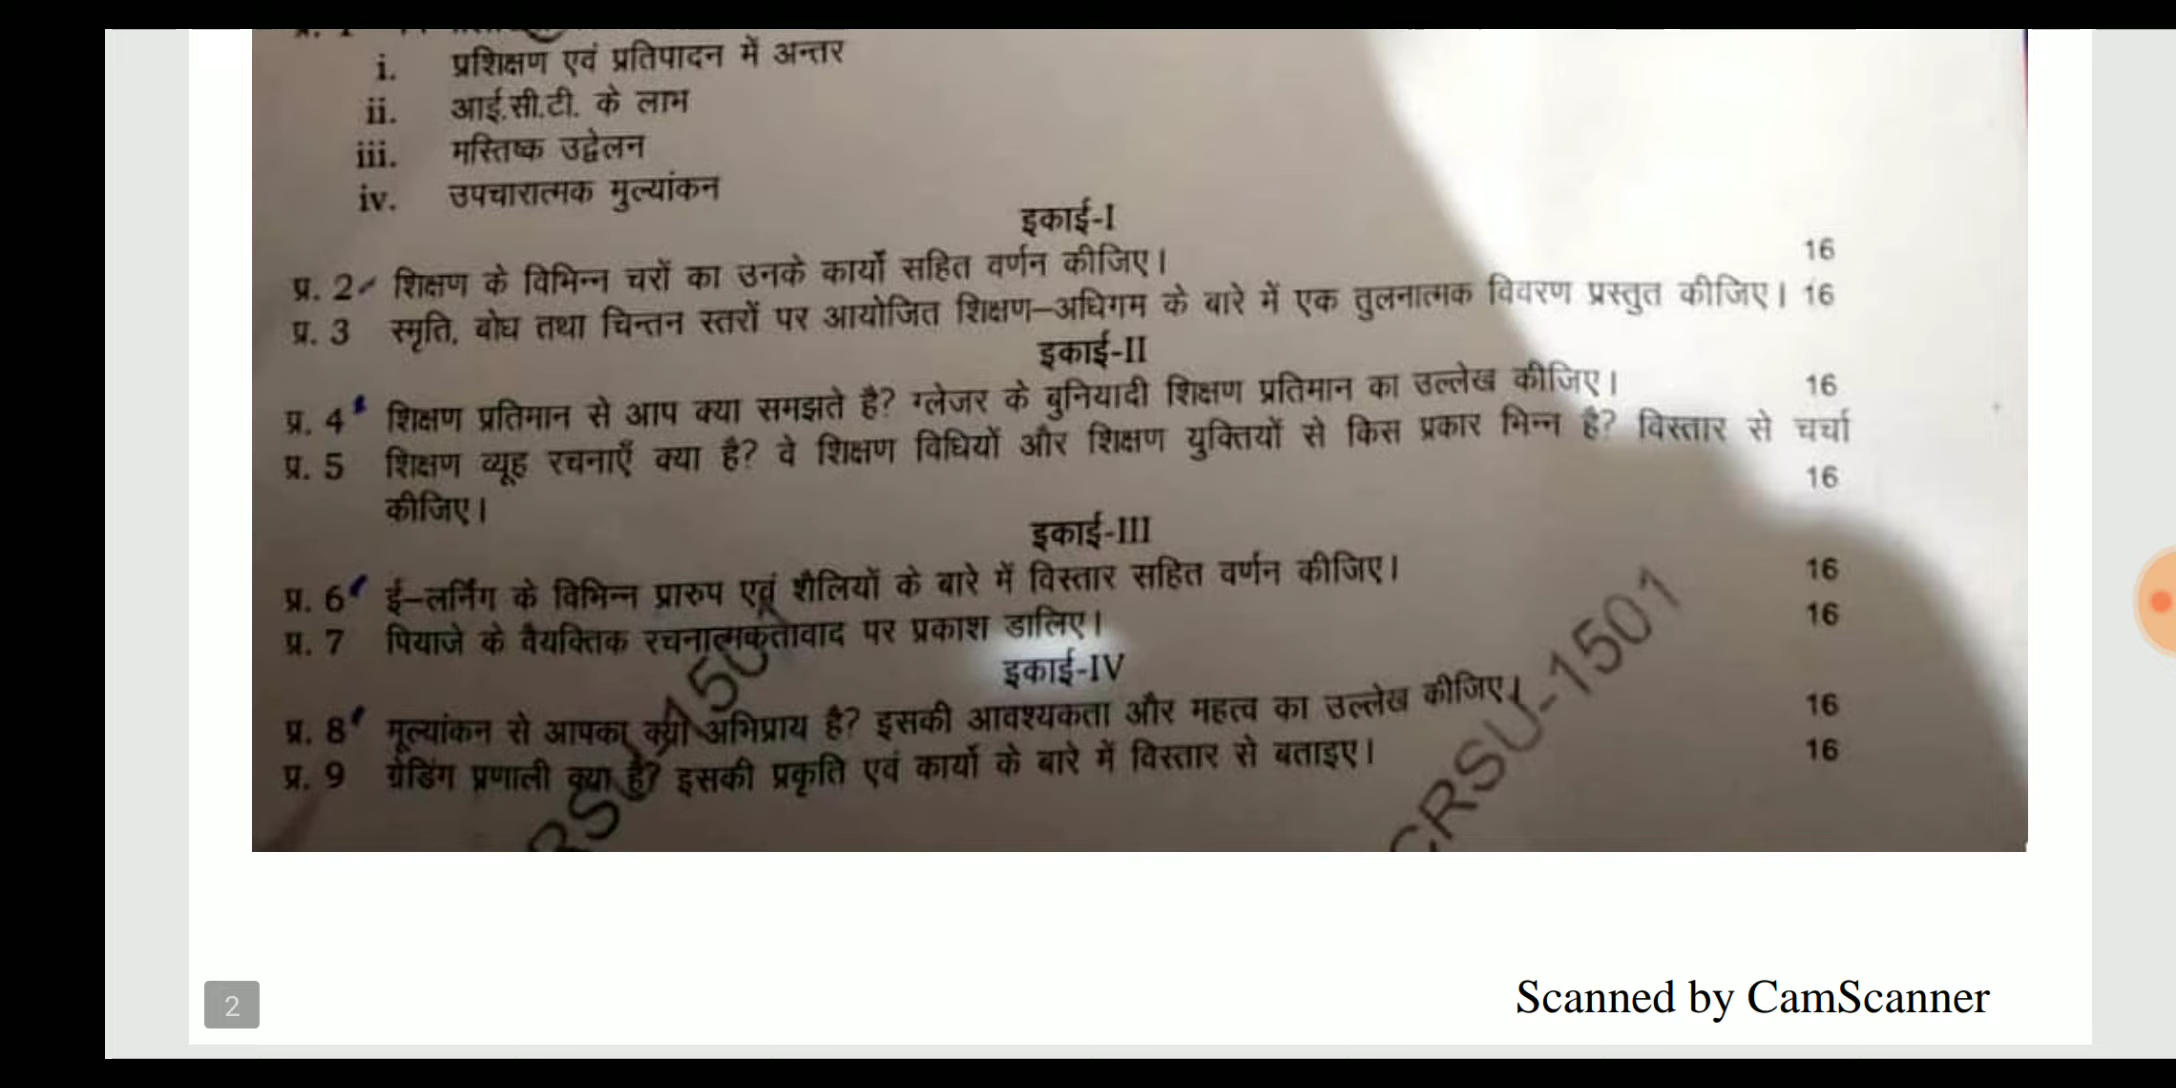 i. प्रशिक्षण एवं प्रतिपादन में अन्तर
ii. आई.सी.टी. के लाभ
iii. मस्तिष्क उद्वेलन
iv. उपचारात्मक मुल्यांकन
इकाई-I
प्र. 2 शिक्षण के विभिन्न चरों का उनके कार्यों सहित वर्णन कीजिए। 16
प्र. 3 स्मृति, बोघ तथा चिन्तन स्तरों पर आयोजित शिक्षण–अधिगम के बारे में एक तुलनात्मक विवरण प्रस्तुत कीजिए। 16
इकाई-II
प्र. 4 शिक्षण प्रतिमान से आप क्या समझते है? ग्लेजर के बुनियादी शिक्षण प्रतिमान का उल्लेख कीजिए। 16
प्र. 5 शिक्षण व्यूह रचनाएँ क्या है? वे शिक्षण विधियों और शिक्षण युक्तियों से किस प्रकार भिन्न है? विस्तार से चर्चा
कीजिए। 16
इकाई-III
प्र. 6 ई–लर्निंग के विभिन्न प्रारुप एवं शैलियों के बारे में विस्तार सहित वर्णन कीजिए। 16
प्र. 7 पियाजे के वैयक्तिक रचनात्मकतावाद पर प्रकाश डालिए। 16
इकाई-IV
प्र. 8 मूल्यांकन से आपका क्या अभिप्राय है? इसकी आवश्यकता और महत्व का उल्लेख कीजिए। 16
प्र. 9 ग्रेडिंग प्रणाली क्या है? इसकी प्रकृति एवं कार्यो के बारे में विस्तार से बताइए। 16
CRSU-1501
2
Scanned by CamScanner